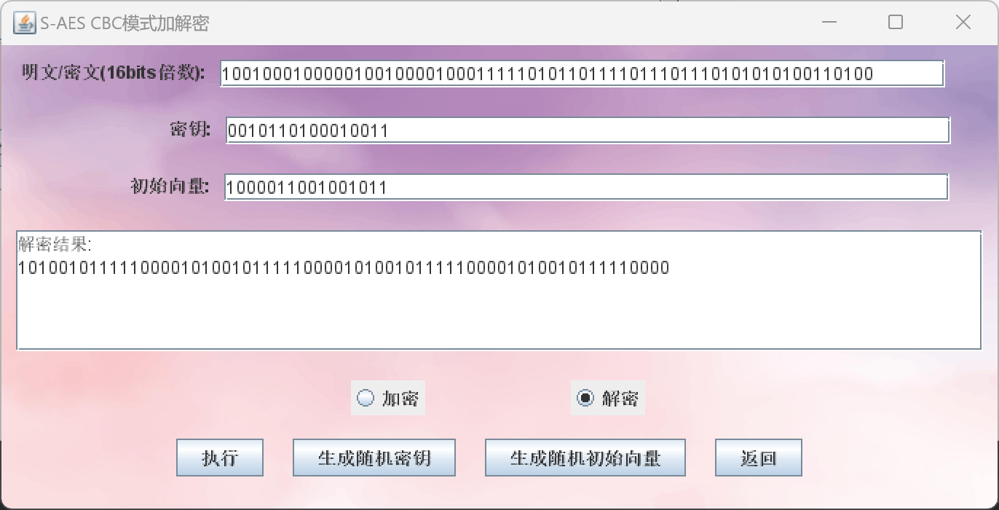 S-AES CBC模式加解密
明文/密文(16bits倍数): 1001000100000100100001000111110101101111011101110101010100110100
密钥: 0010110100010011
初始向量: 1000011001001011
解密结果:
1010010111110000101001011111000010100101111100001010010111110000
加密 解密
执行 生成随机密钥 生成随机初始向量 返回